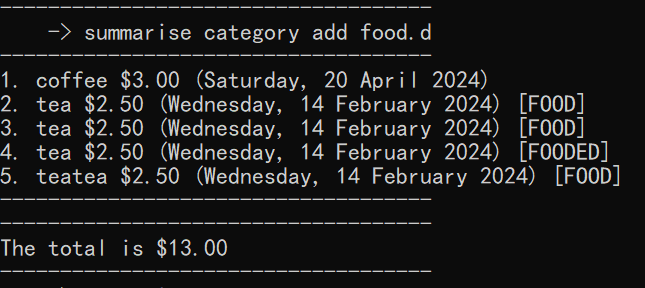 ------------------------------------
-> summarise category add food.d
------------------------------------
1. coffee $3.00 (Saturday, 20 April 2024)
2. tea $2.50 (Wednesday, 14 February 2024) [FOOD]
3. tea $2.50 (Wednesday, 14 February 2024) [FOOD]
4. tea $2.50 (Wednesday, 14 February 2024) [FOODED]
5. teatea $2.50 (Wednesday, 14 February 2024) [FOOD]
------------------------------------
------------------------------------
The total is $13.00
------------------------------------